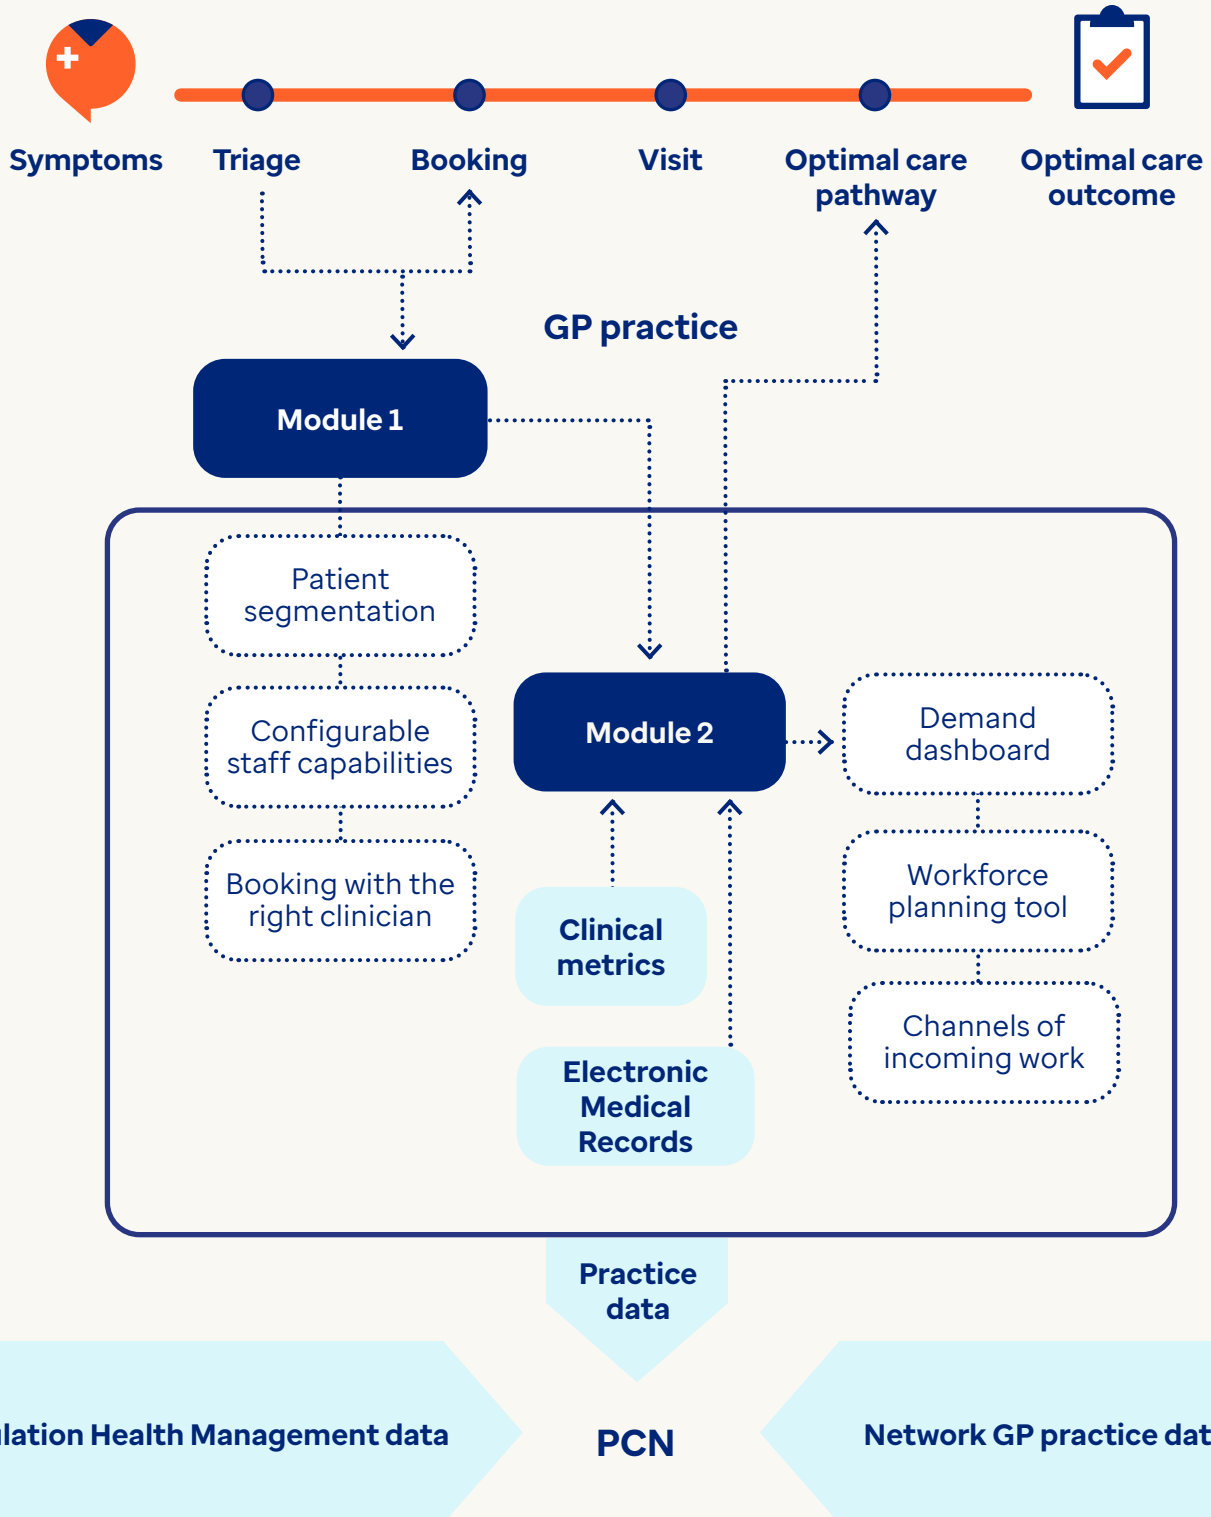 Symptoms
Triage
Booking
Visit
Optimal care
pathway
Optimal care
outcome
GP practice
Module 1
Patient
segmentation
Configurable
staff capabilities
Booking with the
right clinician
Module 2
Demand
dashboard
Workforce
planning tool
Channels of
incoming work
Clinical
metrics
Electronic
Medical
Records
Practice
data
Health Management data
PCN
Network GP practice